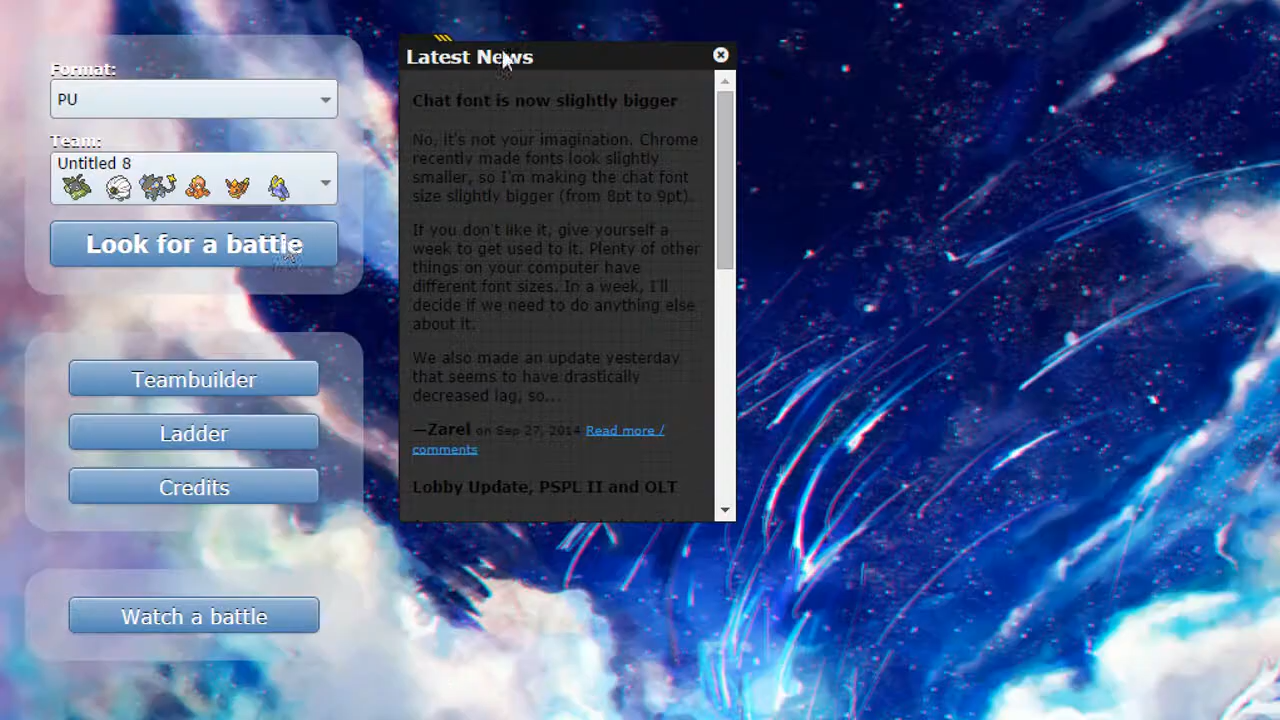 Format:
PU
Team:
Untitled 8
Look for a battle
Teambuilder
Ladder
Credits
Watch a battle
Latest News
Chat font is now slightly bigger
No, it's not your imagination. Chrome
recently made fonts look slightly
smaller, so I'm making the chat font
size slightly bigger (from 8pt to 9pt).
If you don't like it, give yourself a
week to get used to it. Plenty of other
things on your computer have
different font sizes. In a week, I'll
decide if we need to do anything else
about it.
We also made an update yesterday
that seems to have drastically
decreased lag, so...
—Zarel on Sep 27, 2014 Read more /
comments
Lobby Update, PSPL II and OLT